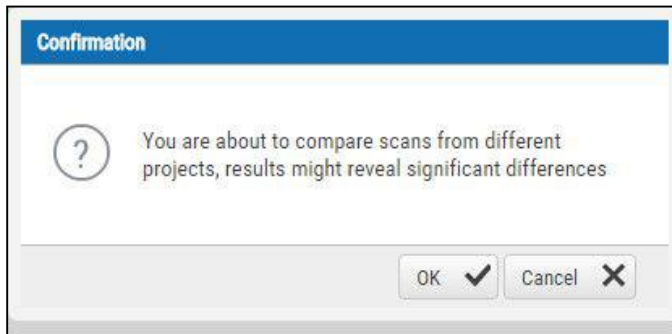 Confirmation
?
You are about to compare scans from different
projects, results might reveal significant differences
OK
Cancel